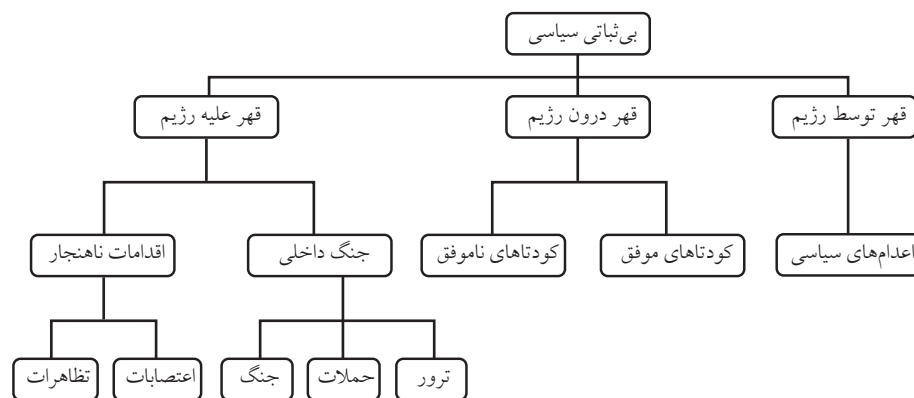 بی‌ثباتی سیاسی
قهر توسط رژیم
قهر درون رژیم
قهر علیه رژیم
اعدام‌های سیاسی
کودتاهای موفق
کودتاهای ناموفق
جنگ داخلی
اقدامات ناهنجار
ترور
حملات
جنگ
اعتصابات
تظاهرات